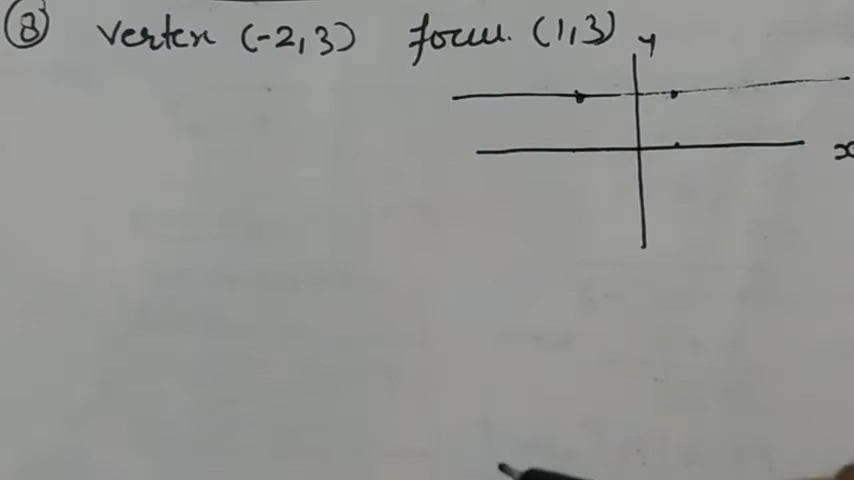 ⑧ vertex (-2,3) focus. (1,3)
y
x